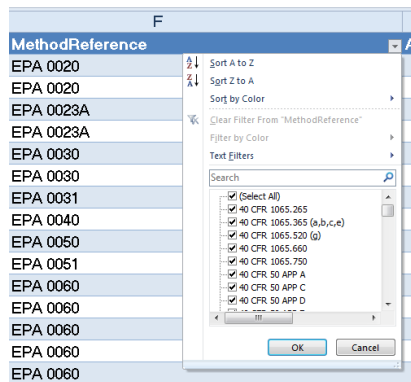 F
MethodReference
EPA 0020
EPA 0020
EPA 0023A
EPA 0023A
EPA 0030
EPA 0030
EPA 0031
EPA 0040
EPA 0050
EPA 0051
EPA 0060
EPA 0060
EPA 0060
EPA 0060
EPA 0060
A
Sort A to Z
Sort Z to A
Sort by Color
Clear Filter From "MethodReference"
Filter by Color
Text Filters
Search
(Select All)
40 CFR 1065.265
40 CFR 1065.365 (a,b,c,e)
40 CFR 1065.520 (g)
40 CFR 1065.660
40 CFR 1065.750
40 CFR 50 APP A
40 CFR 50 APP C
40 CFR 50 APP D
OK
Cancel